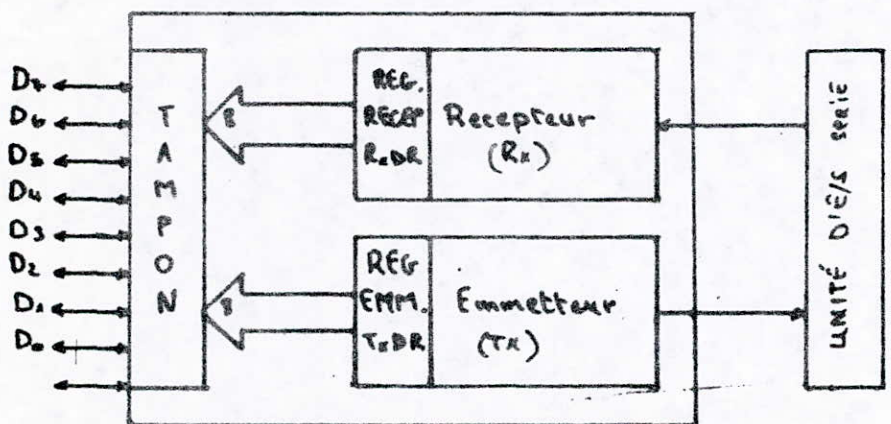 D7
D6
D5
D4
D3
D2
D1
D0
TAMPON
8
REG.
RECEP
RxDR
Recepteur
(Rx)
8
REG
EMM.
TxDR
Emmetteur
(Tx)
UNITÉ D'É/S serie